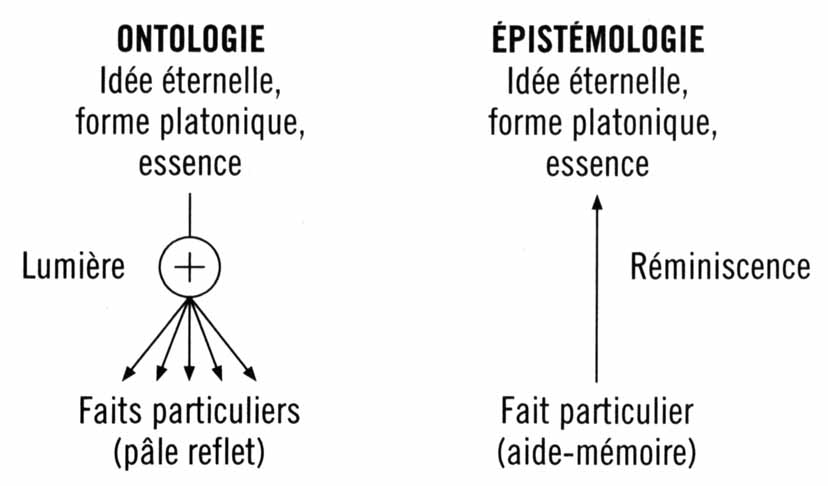 ONTOLOGIE
Idée éternelle,
forme platonique,
essence
Lumière
+
Faits particuliers
(pâle reflet)
ÉPISTÉMOLOGIE
Idée éternelle,
forme platonique,
essence
Réminiscence
Fait particulier
(aide-mémoire)